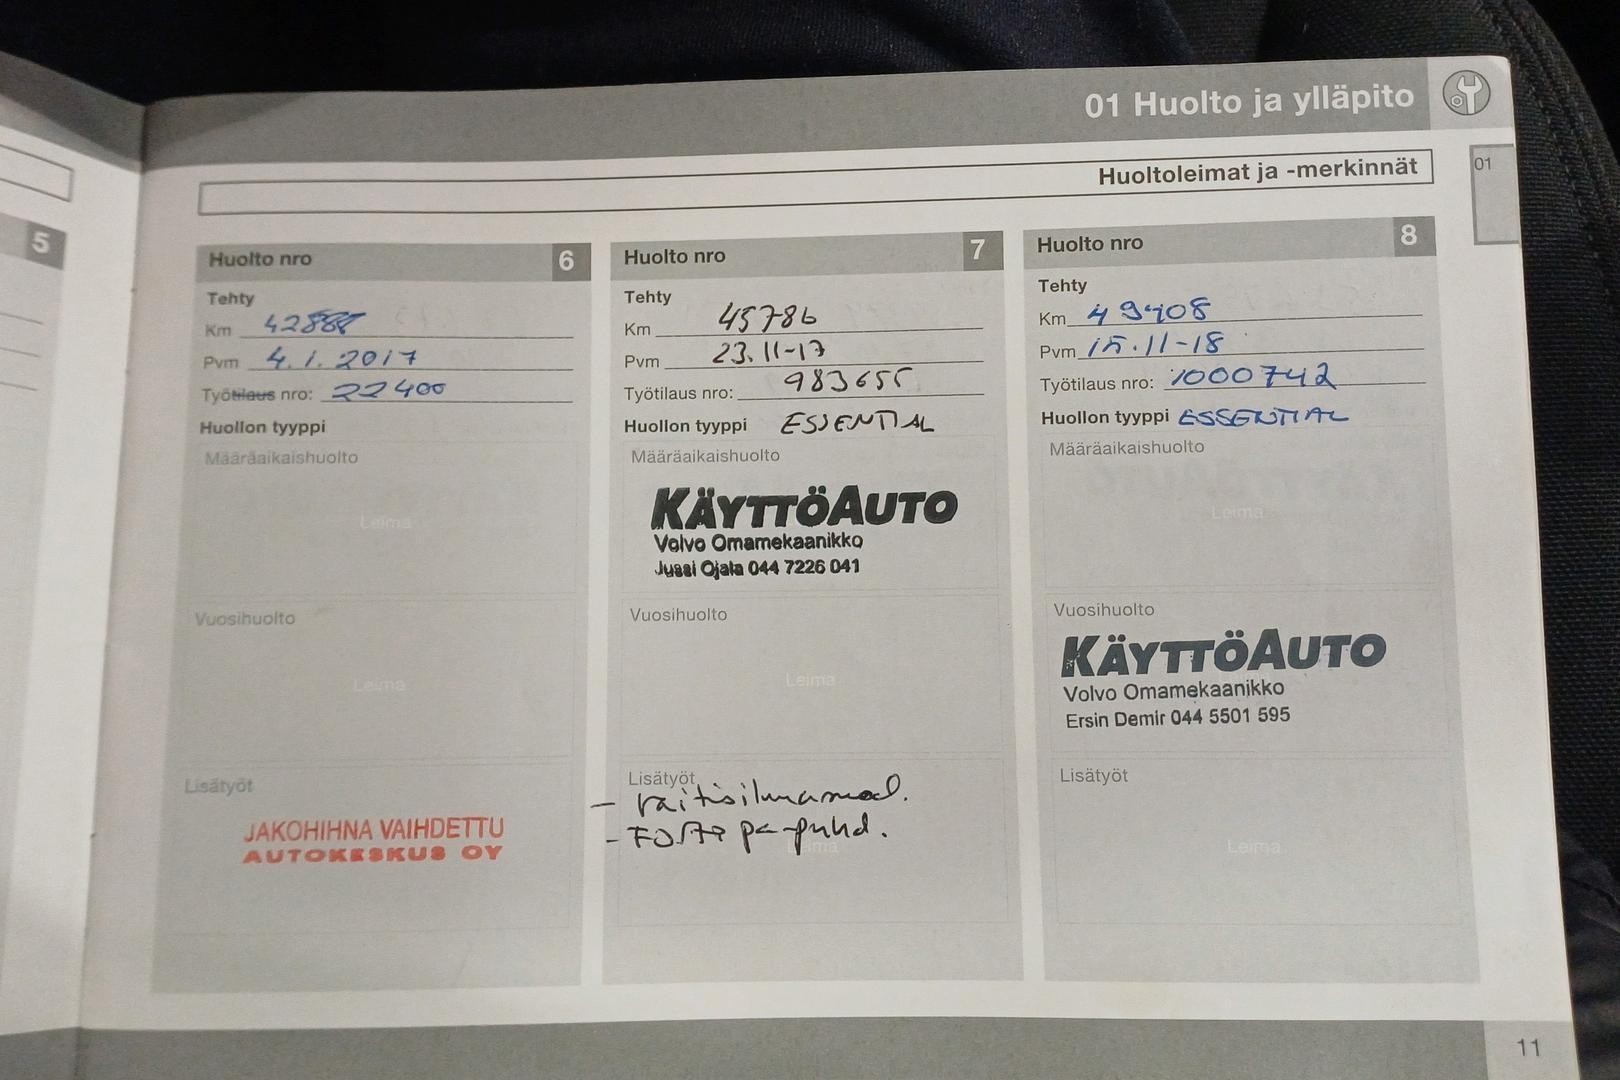 01 Huolto ja ylläpito
Huoltoleimat ja -merkinnät
01
5
Huolto nro 6
Tehty
Km 42888
Pvm 4.1.2017
Työtilaus nro: 22400
Huollon tyyppi
Määräaikaishuolto
Leima
Vuosihuolto
Leima
Lisätyöt
JAKOHIHNA VAIHDETTU
AUTOKESKUS OY
Huolto nro 7
Tehty
Km 45786
Pvm 23.11-17
Työtilaus nro: 983655
Huollon tyyppi ESSENTIAL
Määräaikaishuolto
KÄYTTÖAUTO
Volvo Omamekaanikko
Jussi Ojala 044 7226 041
Vuosihuolto
Leima
Lisätyöt
- raitisilmamod.
- pa-puhd.
Huolto nro 8
Tehty
Km 49408
Pvm 15.11-18
Työtilaus nro: 1000742
Huollon tyyppi ESSENTIAL
Määräaikaishuolto
Leima
Vuosihuolto
KÄYTTÖAUTO
Volvo Omamekaanikko
Ersin Demir 044 5501 595
Lisätyöt
Leima
11